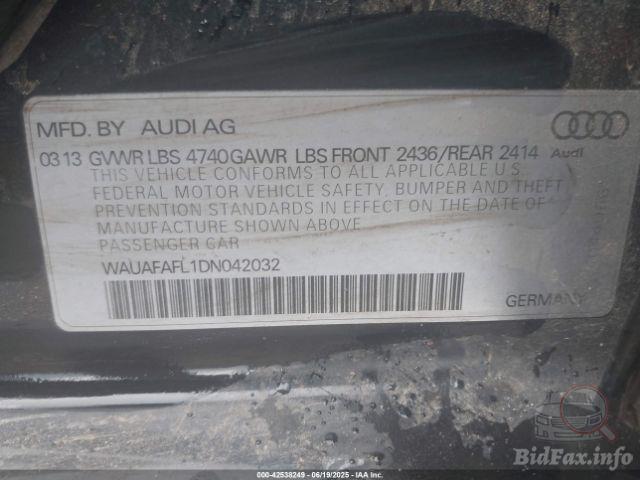 MFD. BY AUDI AG
03 13 GVWR LBS 4740 GAWR LBS FRONT 2436/REAR 2414
Audi
THIS VEHICLE CONFORMS TO ALL APPLICABLE U.S.
FEDERAL MOTOR VEHICLE SAFETY, BUMPER AND THEFT
PREVENTION STANDARDS IN EFFECT ON THE DATE OF
MANUFACTURE SHOWN ABOVE.
PASSENGER CAR
WAUAFAFL1DN042032
GERMANY
000-42538249 - 06/19/2025 - IAA Inc.
BidFax.info